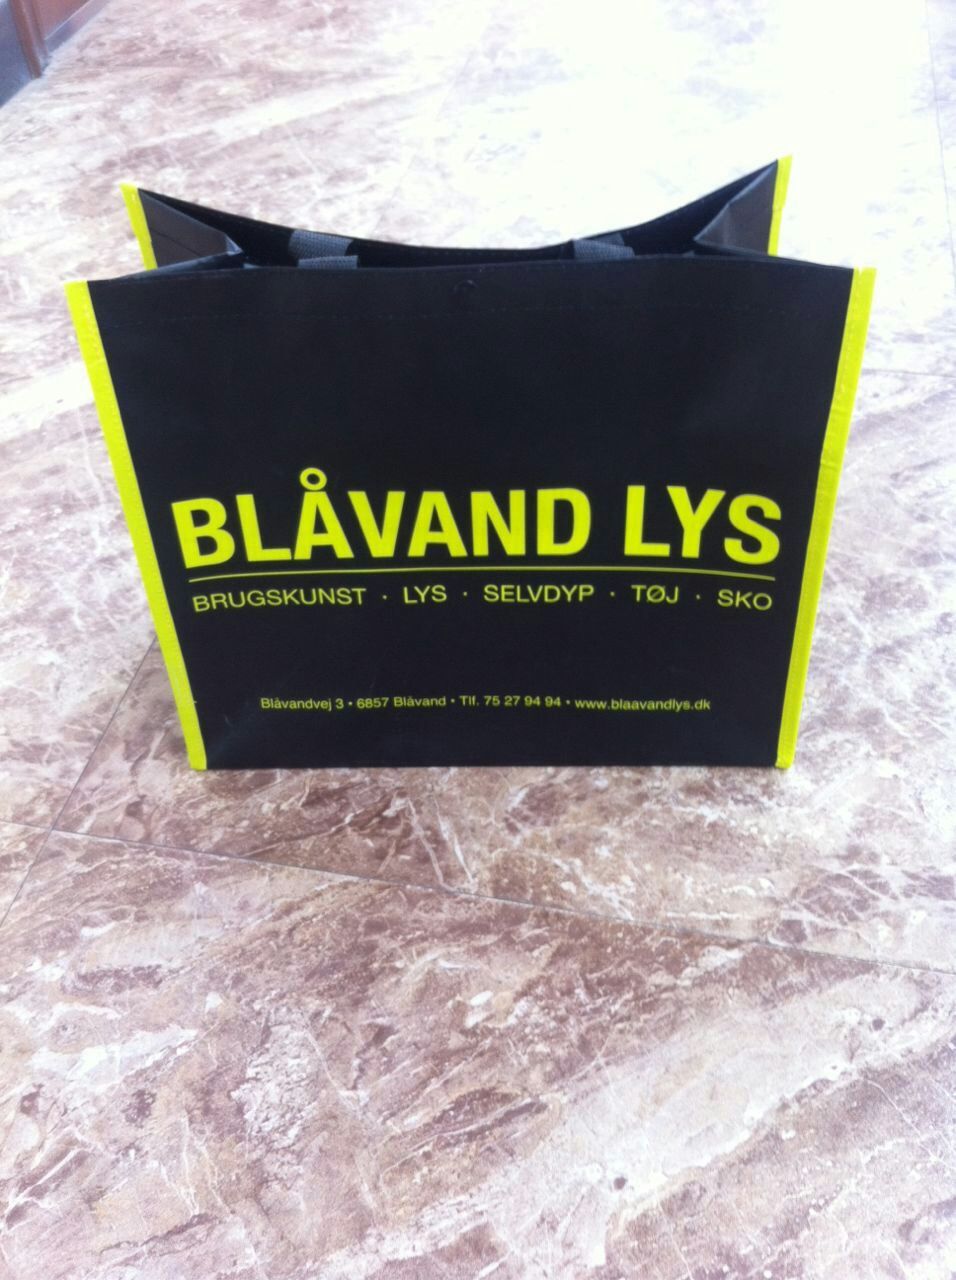 BLÅVAND LYS
BRUGSKUNST · LYS · SELVDYP · TØJ · SKO
Blåvandvej 3 • 6857 Blåvand • Tlf. 75 27 94 94 • www.blaavandlys.dk